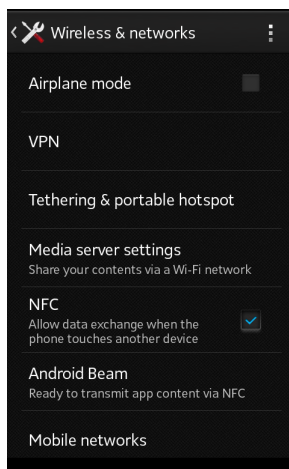 Wireless & networks
Airplane mode
VPN
Tethering & portable hotspot
Media server settings
Share your contents via a Wi-Fi network
NFC
Allow data exchange when the
phone touches another device
Android Beam
Ready to transmit app content via NFC
Mobile networks